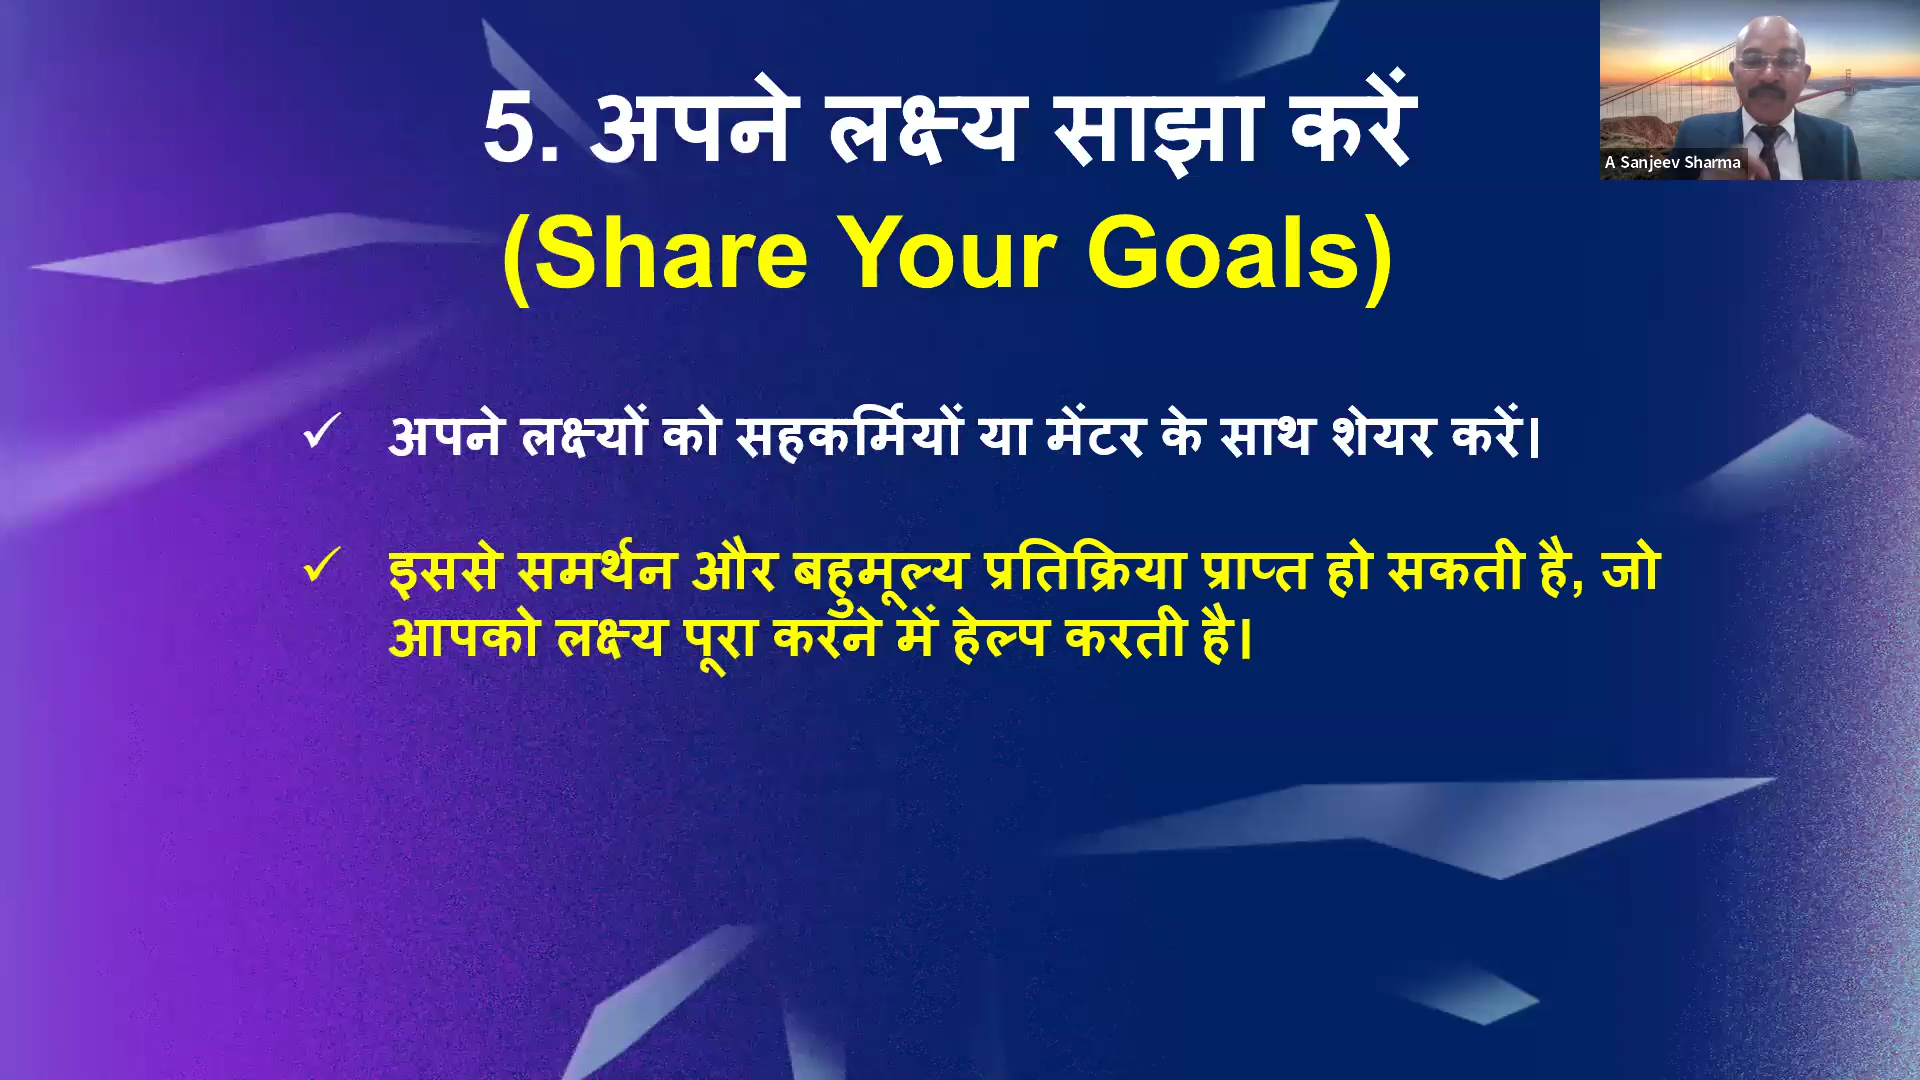 5. अपने लक्ष्य साझा करें
(Share Your Goals)
A Sanjeev Sharma
✓ अपने लक्ष्यों को सहकर्मियों या मेंटर के साथ शेयर करें।
✓ इससे समर्थन और बहुमूल्य प्रतिक्रिया प्राप्त हो सकती है, जो
आपको लक्ष्य पूरा करने में हेल्प करती है।